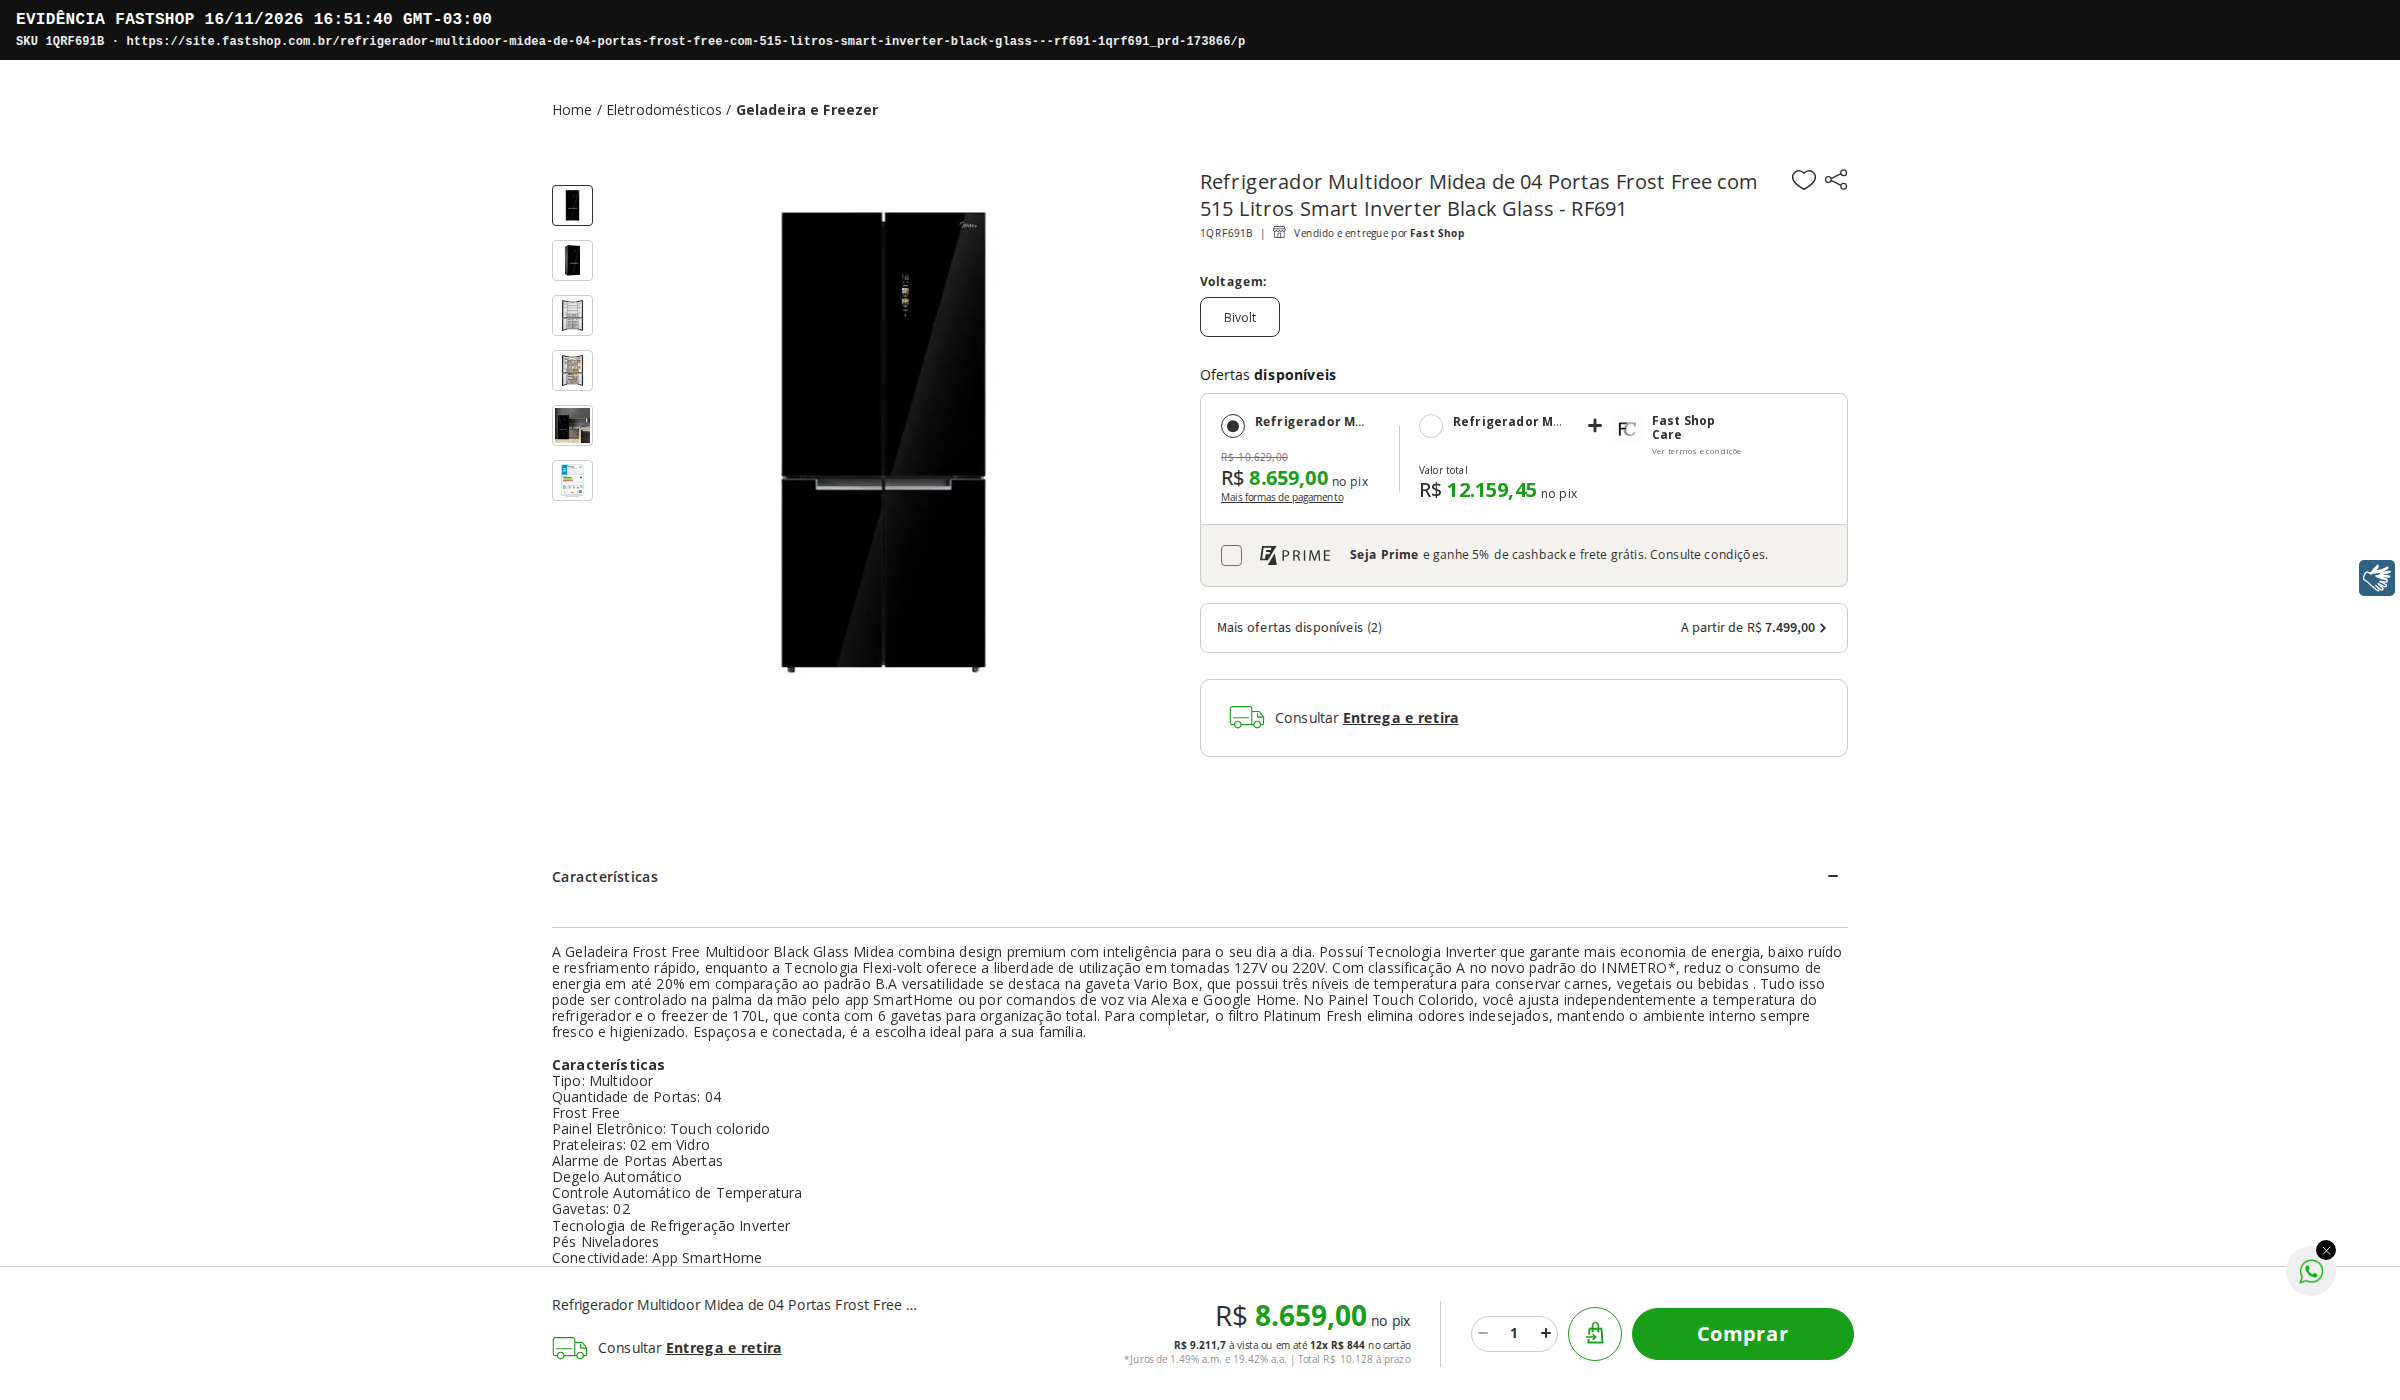 EVIDÊNCIA FASTSHOP 16/11/2026 16:51:40 GMT-03:00
SKU 1QRF691B · https://site.fastshop.com.br/refrigerador-multidoor-midea-de-04-portas-frost-free-com-515-litros-smart-inverter-black-glass---rf691-1qrf691_prd-173866/p
Home / Eletrodomésticos / Geladeira e Freezer
Refrigerador Multidoor Midea de 04 Portas Frost Free com
515 Litros Smart Inverter Black Glass - RF691
1QRF691B | Vendido e entregue por Fast Shop
Midea
Voltagem:
Bivolt
Ofertas disponíveis
Refrigerador M...
R$ 10.629,00
R$ 8.659,00 no pix
Mais formas de pagamento
Refrigerador M...
+
FC
Fast Shop
Care
Ver termos e condiçõe
Valor total
R$ 12.159,45 no pix
PRIME
Seja Prime e ganhe 5% de cashback e frete grátis. Consulte condições.
Mais ofertas disponíveis (2)
A partir de R$ 7.499,00
Consultar Entrega e retira
Características
A Geladeira Frost Free Multidoor Black Glass Midea combina design premium com inteligência para o seu dia a dia. Possuí Tecnologia Inverter que garante mais economia de energia, baixo ruído
e resfriamento rápido, enquanto a Tecnologia Flexi-volt oferece a liberdade de utilização em tomadas 127V ou 220V. Com classificação A no novo padrão do INMETRO*, reduz o consumo de
energia em até 20% em comparação ao padrão B.A versatilidade se destaca na gaveta Vario Box, que possui três níveis de temperatura para conservar carnes, vegetais ou bebidas . Tudo isso
pode ser controlado na palma da mão pelo app SmartHome ou por comandos de voz via Alexa e Google Home. No Painel Touch Colorido, você ajusta independentemente a temperatura do
refrigerador e o freezer de 170L, que conta com 6 gavetas para organização total. Para completar, o filtro Platinum Fresh elimina odores indesejados, mantendo o ambiente interno sempre
fresco e higienizado. Espaçosa e conectada, é a escolha ideal para a sua família.
Características
Tipo: Multidoor
Quantidade de Portas: 04
Frost Free
Painel Eletrônico: Touch colorido
Prateleiras: 02 em Vidro
Alarme de Portas Abertas
Degelo Automático
Controle Automático de Temperatura
Gavetas: 02
Tecnologia de Refrigeração Inverter
Pés Niveladores
Conectividade: App SmartHome
Refrigerador Multidoor Midea de 04 Portas Frost Free ...
Consultar Entrega e retira
R$ 8.659,00 no pix
R$ 9.211,7 à vista ou em até 12x R$ 844 no cartão
*Juros de 1.49% a.m. e 19.42% a.a. | Total R$ 10.128 à prazo
− 1 +
Comprar